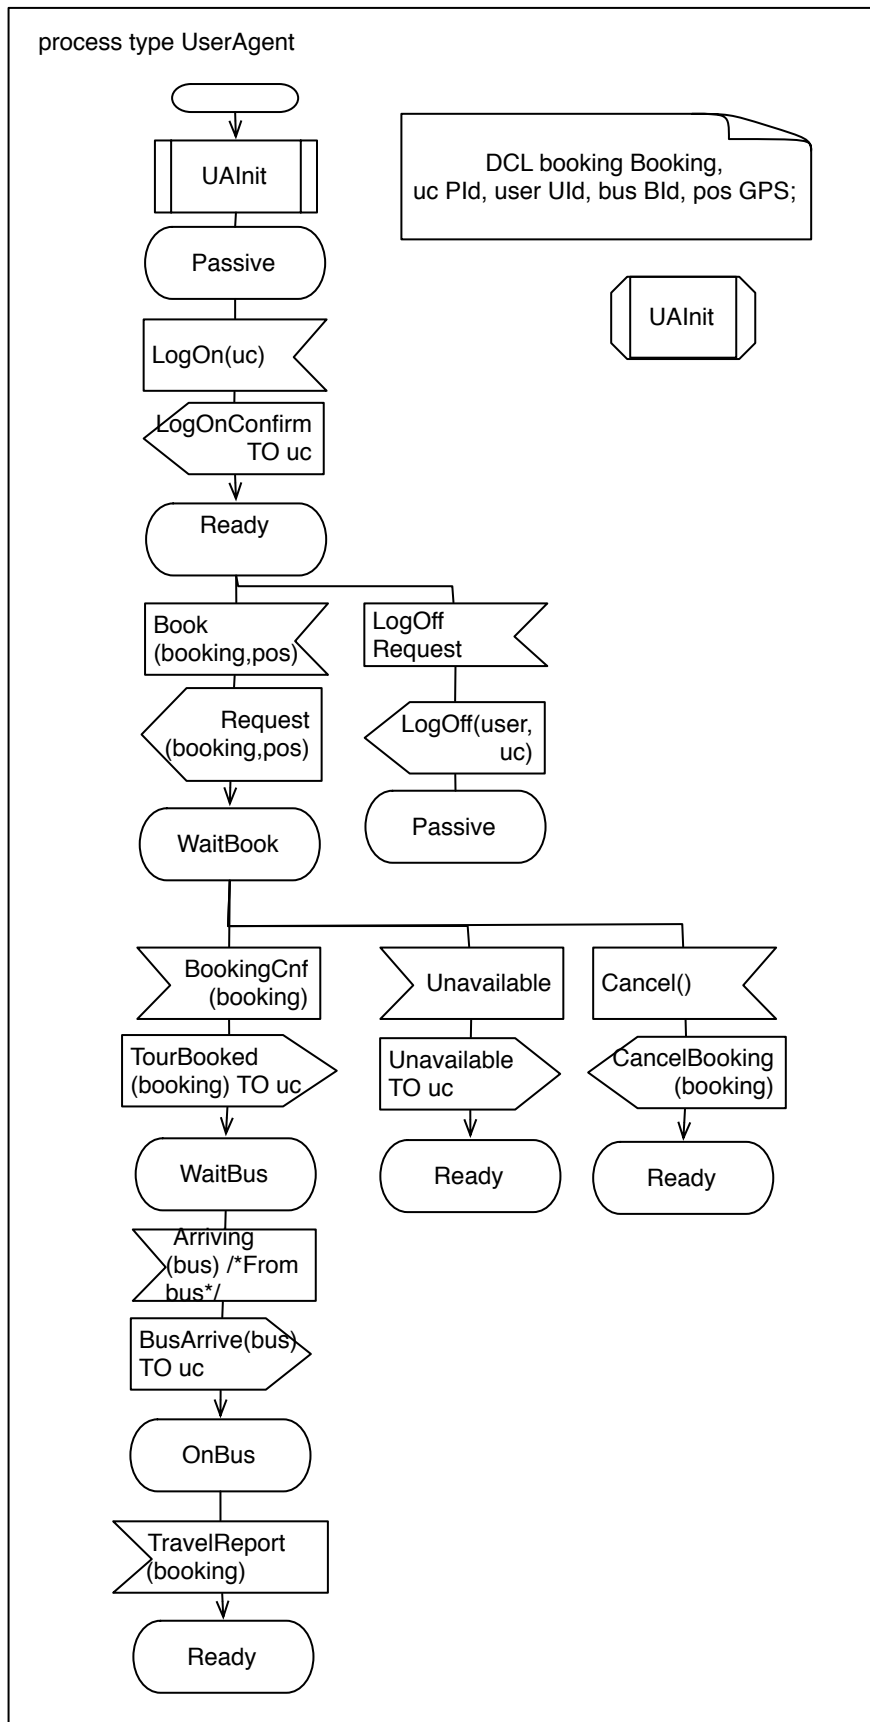 process type UserAgent
DCL booking Booking,
uc PId, user UId, bus BId, pos GPS;
UAInit
UAInit
Passive
LogOn(uc)
LogOnConfirm
TO uc
Ready
Book
(booking,pos)
LogOff
Request
Request
(booking,pos)
LogOff(user,
uc)
WaitBook
Passive
BookingCnf
(booking)
Unavailable
Cancel()
TourBooked
(booking) TO uc
Unavailable
TO uc
CancelBooking
(booking)
WaitBus
Ready
Ready
Arriving
(bus) /*From
bus*/
BusArrive(bus)
TO uc
OnBus
TravelReport
(booking)
Ready